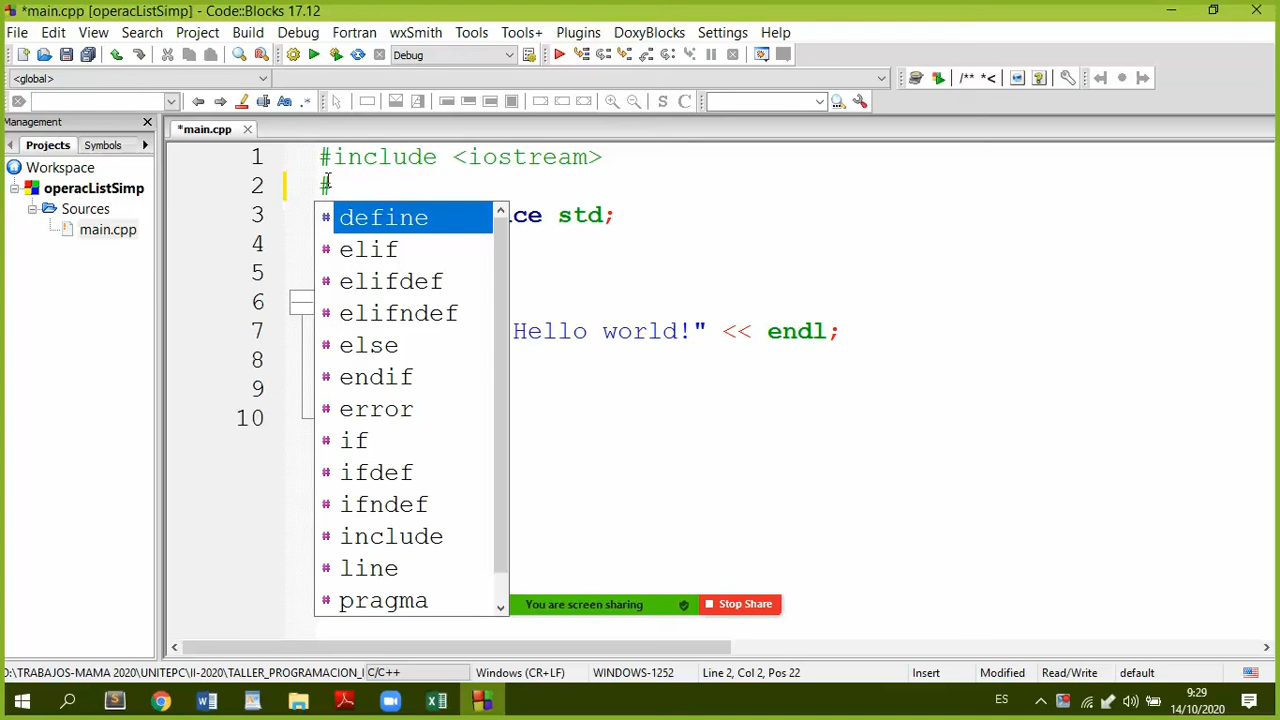 *main.cpp [operacListSimp] - Code::Blocks 17.12
File Edit View Search Project Build Debug Fortran wxSmith Tools Tools+ Plugins DoxyBlocks Settings Help
Debug
<global>
/** *<
Aa .*
S C
Management
Projects Symbols
*main.cpp
Workspace
operacListSimp
Sources
main.cpp
1 #include <iostream>
2 #
3 ce std;
4
5
6
7 Hello world!" << endl;
8
9
10
# define
# elif
# elifdef
# elifndef
# else
# endif
# error
# if
# ifdef
# ifndef
# include
# line
# pragma
You are screen sharing Stop Share
D:\TRABAJOS-MAMA 2020\UNITEPC\II-2020\TALLER_PROGRAMACION_I C/C++ Windows (CR+LF) WINDOWS-1252 Line 2, Col 2, Pos 22 Insert Modified Read/Write default
ES
9:29
14/10/2020